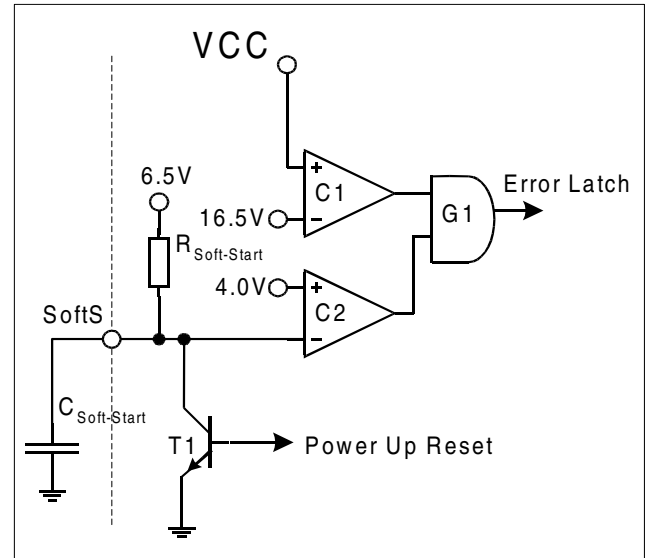 VCC
6.5V
+
C1
-
16.5V
G1
Error Latch
R Soft-Start
4.0V
+
C2
-
SoftS
C Soft-Start
T1
Power Up Reset